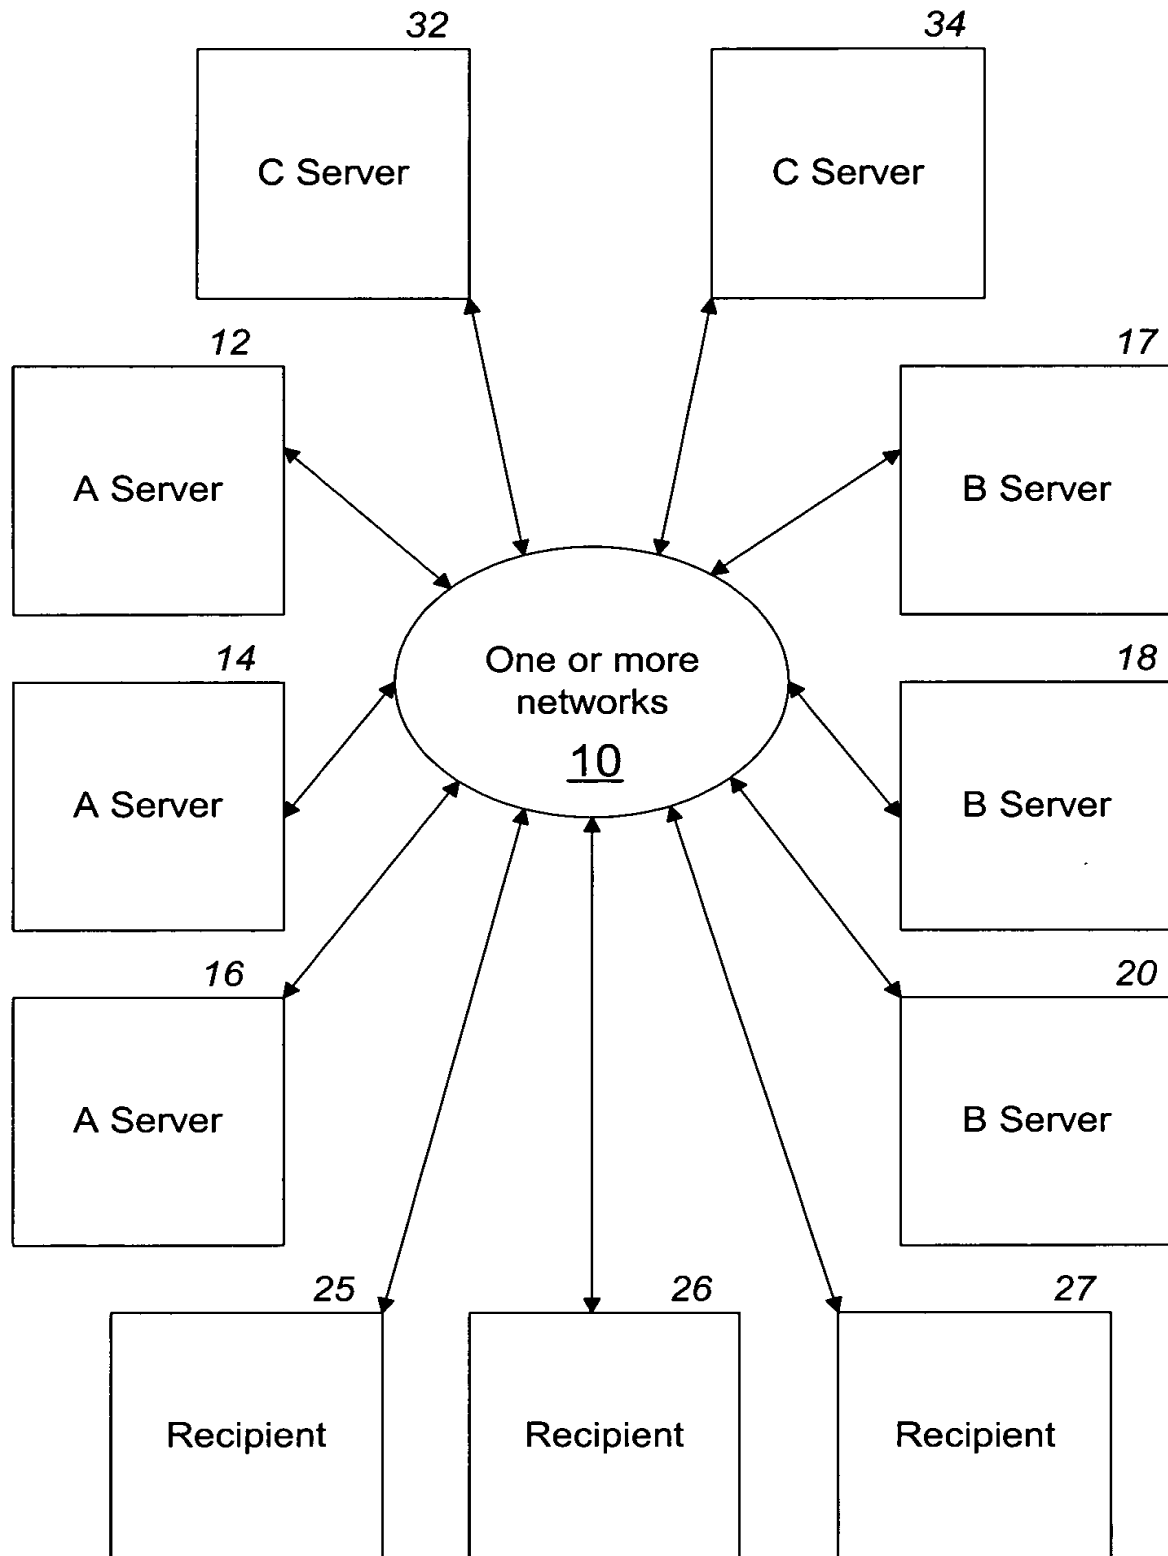 32
34
C Server
C Server
12
17
A Server
B Server
One or more
networks
10
14
18
A Server
B Server
16
20
A Server
B Server
25
26
27
Recipient
Recipient
Recipient